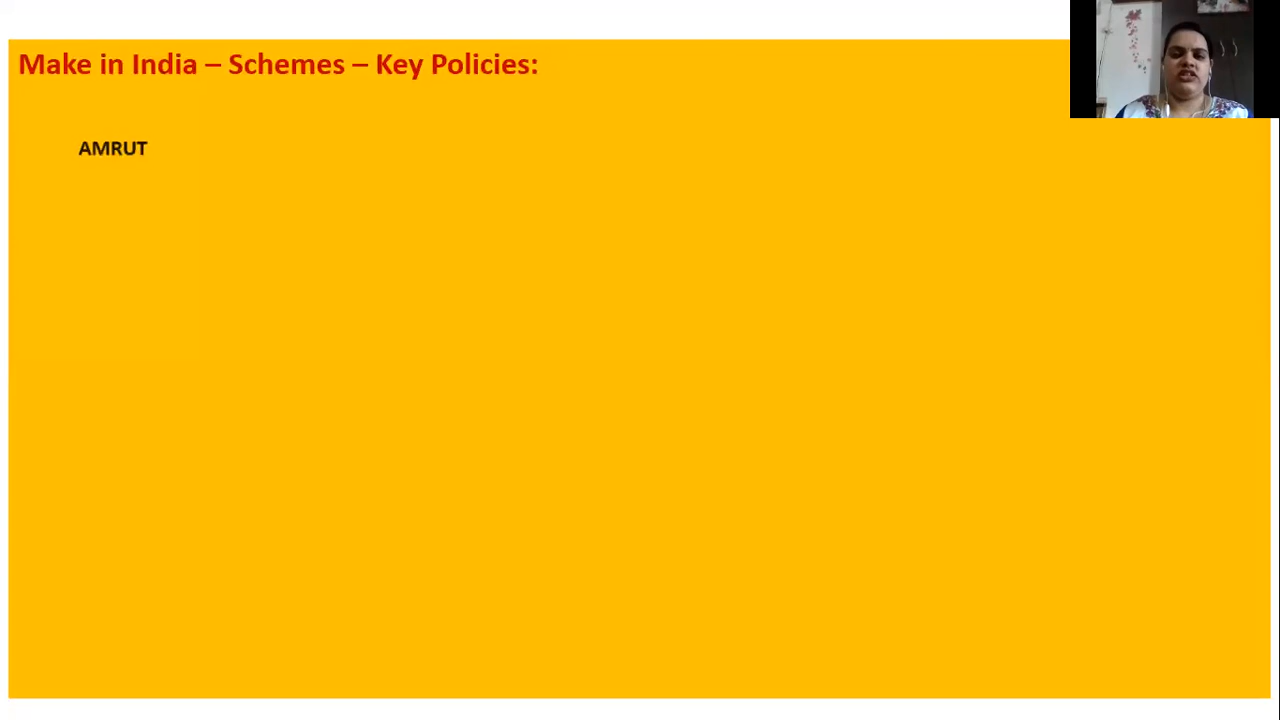 Make in India – Schemes – Key Policies:
AMRUT